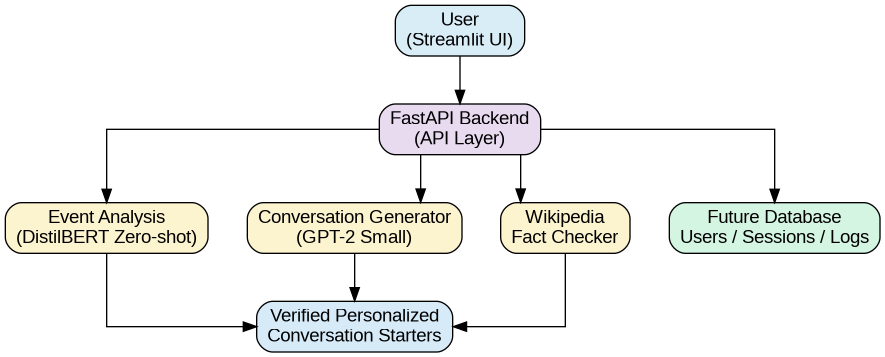 User
(Streamlit UI)
FastAPI Backend
(API Layer)
Event Analysis
(DistilBERT Zero-shot)
Conversation Generator
(GPT-2 Small)
Wikipedia
Fact Checker
Future Database
Users / Sessions / Logs
Verified Personalized
Conversation Starters